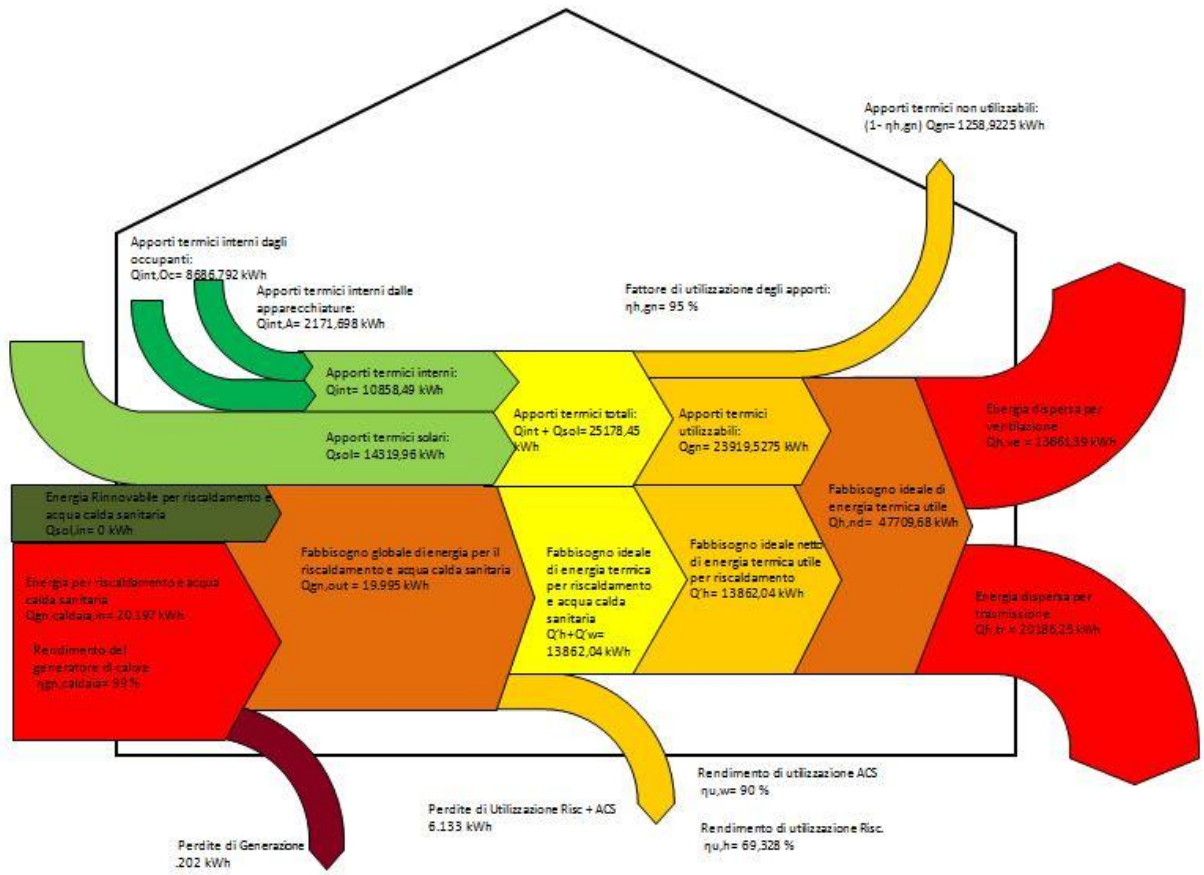 Apporti termici non utilizzabili:
(1- ηh,gn) Qgn= 1258,9225 kWh
Apporti termici interni dagli
occupanti:
Qint,Oc= 8686,792 kWh
Apporti termici interni dalle
apparecchiature:
Qint,A= 2171,698 kWh
Fattore di utilizzazione degli apporti:
ηh,gn= 95 %
Apporti termici interni:
Qint= 10858,49 kWh
Apporti termici solari:
Qsol= 14319,96 kWh
Apporti termici totali:
Qint + Qsol= 25178,45
kWh
Apporti termici
utilizzabili:
Qgn= 23919,5275 kWh
Energia dispersa per
ventilazione
Qh,ve = 13661,39 kWh
Energia Rinnovabile per riscaldamento e
acqua calda sanitaria
Qsol,in= 0 kWh
Fabbisogno globale di energia per il
riscaldamento e acqua calda sanitaria
Qgn,out = 19.995 kWh
Fabbisogno ideale
di energia termica
per riscaldamento
e acqua calda
sanitaria
Q'h+Q'w=
13862,04 kWh
Fabbisogno ideale netto
di energia termica utile
per riscaldamento
Q'h= 13862,04 kWh
Fabbisogno ideale di
energia termica utile
Qh,nd= 47709,68 kWh
Energia per riscaldamento e acqua
calda sanitaria
Qgn,caldaia,in= 20.197 kWh
Rendimento del
generatore di calore
ηgn,caldaia= 99 %
Energia dispersa per
trasmissione
Qh,tr = 20186,25 kWh
Perdite di Generazione
.202 kWh
Perdite di Utilizzazione Risc + ACS
6.133 kWh
Rendimento di utilizzazione ACS
ηu,w= 90 %
Rendimento di utilizzazione Risc.
ηu,h= 69,328 %